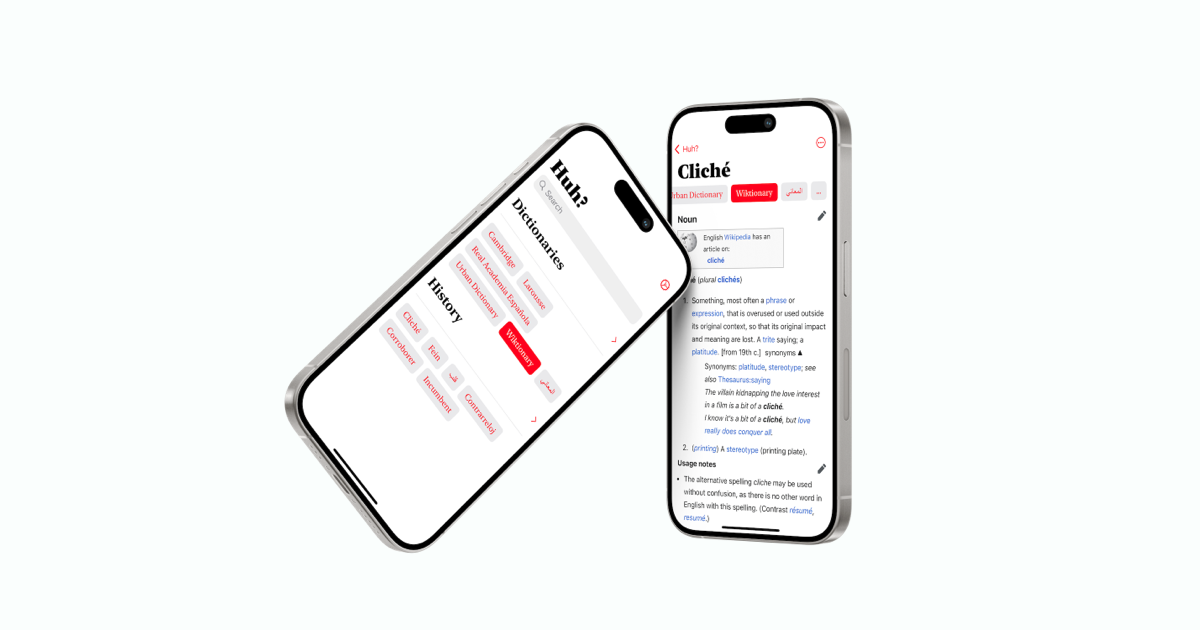 Huh?
Search
Dictionaries
Cambridge
Larousse
Real Academia Española
Urban Dictionary
Wiktionary
المعاني
History
Cliché
Fein
قلب
Contrarreloj
Corroborer
Incumbent
Huh?
Cliché
rban Dictionary
Wiktionary
المعاني
...
Noun
English Wikipedia has an
article on:
cliché
é (plural clichés)
1. Something, most often a phrase or
expression, that is overused or used outside
its original context, so that its original impact
and meaning are lost. A trite saying; a
platitude. [from 19th c.] synonyms ▲
Synonyms: platitude, stereotype; see
also Thesaurus:saying
The villain kidnapping the love interest
in a film is a bit of a cliché.
I know it's a bit of a cliché, but love
really does conquer all.
2. (printing) A stereotype (printing plate).
Usage notes
• The alternative spelling cliche may be used
without confusion, as there is no other word in
English with this spelling. (Contrast résumé,
resume.)